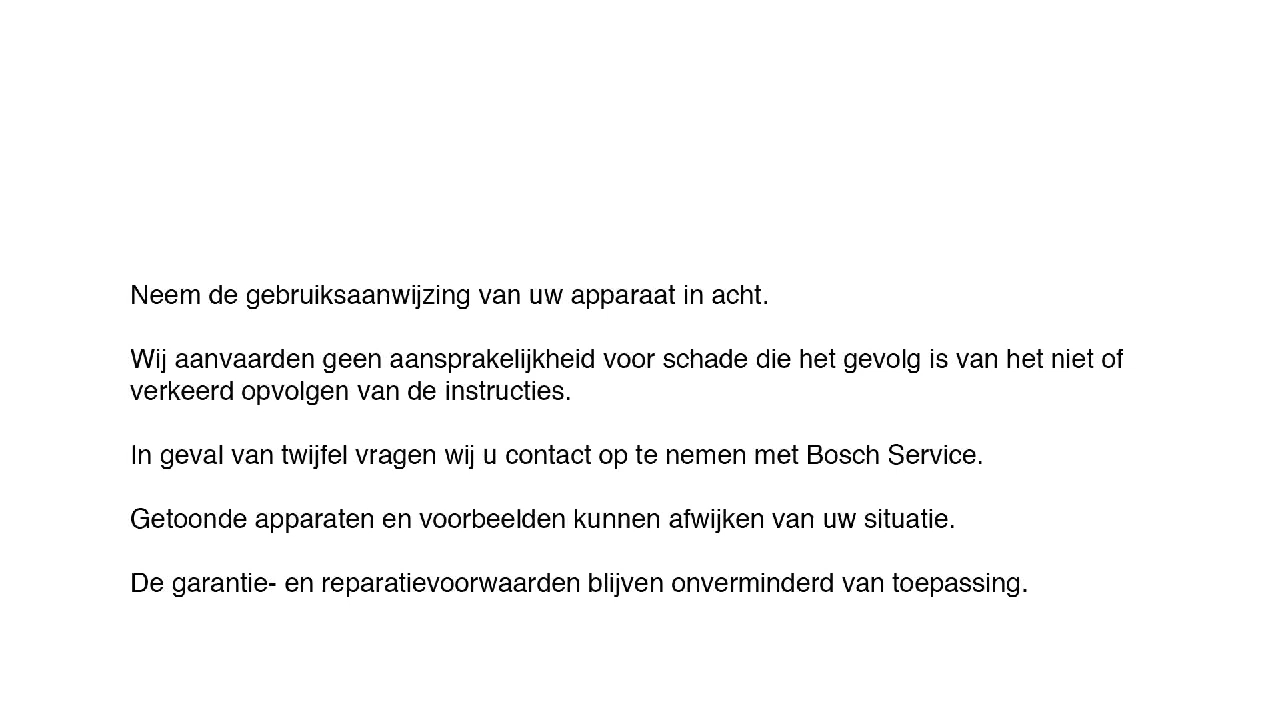 Neem de gebruiksaanwijzing van uw apparaat in acht.
Wij aanvaarden geen aansprakelijkheid voor schade die het gevolg is van het niet of
verkeerd opvolgen van de instructies.
In geval van twijfel vragen wij u contact op te nemen met Bosch Service.
Getoonde apparaten en voorbeelden kunnen afwijken van uw situatie.
De garantie- en reparatievoorwaarden blijven onverminderd van toepassing.